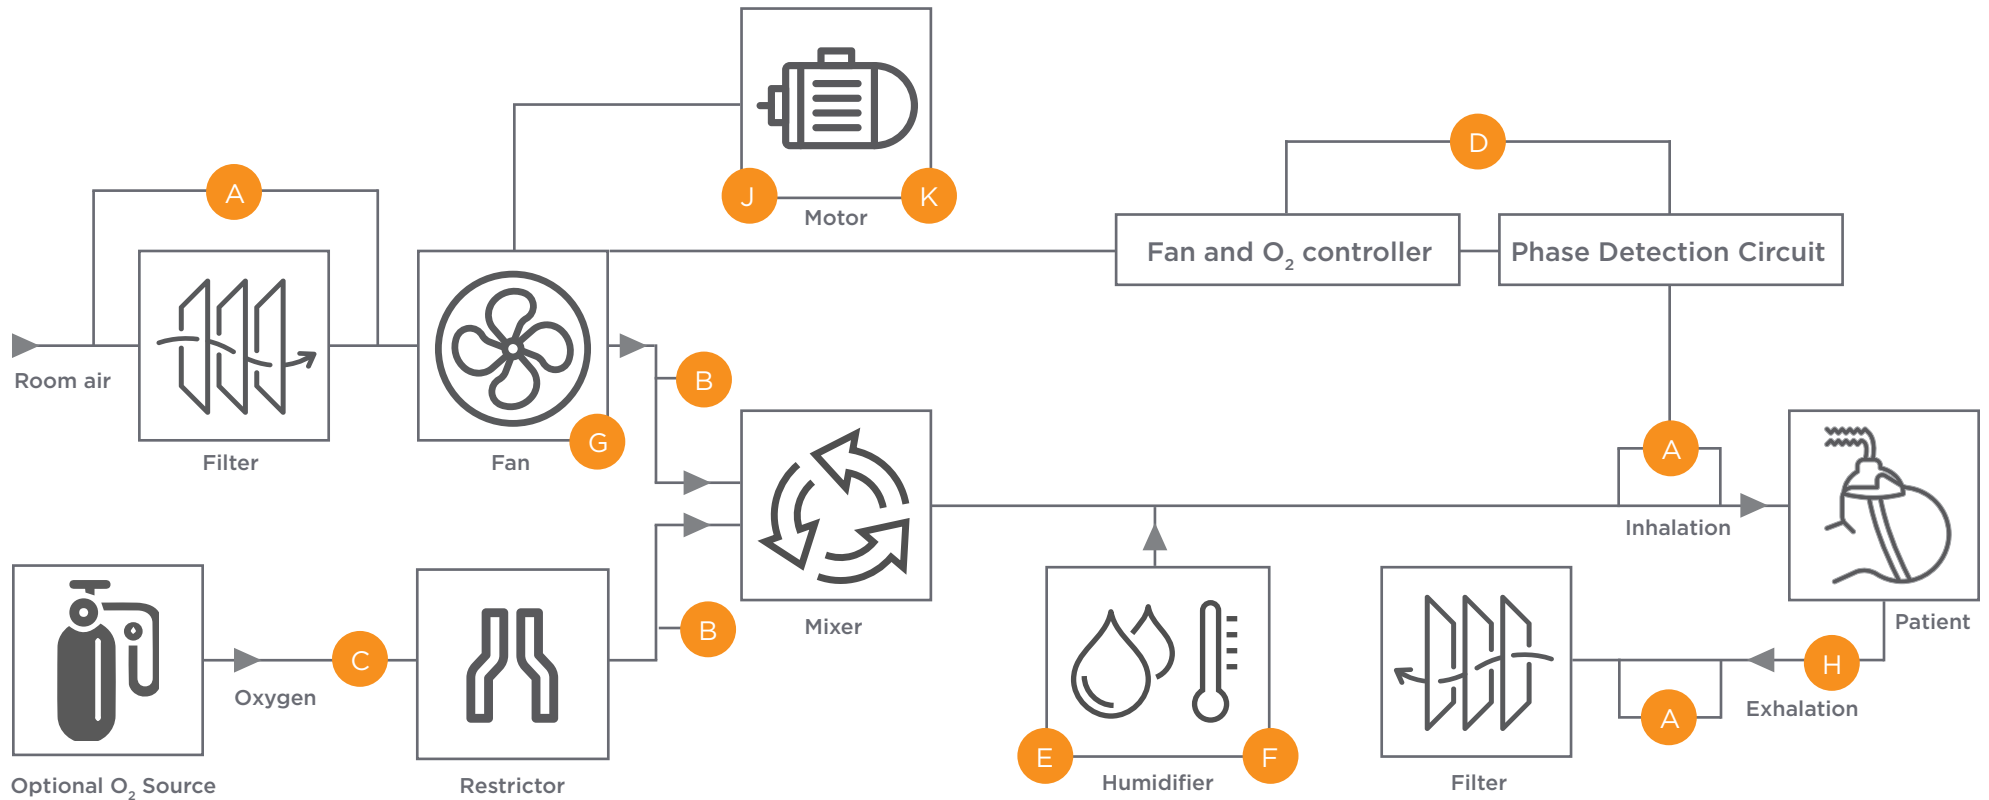 J
K
Motor
D
A
Fan and O₂ controller
Phase Detection Circuit
Room air
B
G
A
Filter
Fan
Inhalation
Patient
B
Mixer
C
H
Oxygen
A
Exhalation
E
F
Optional O₂ Source
Restrictor
Humidifier
Filter